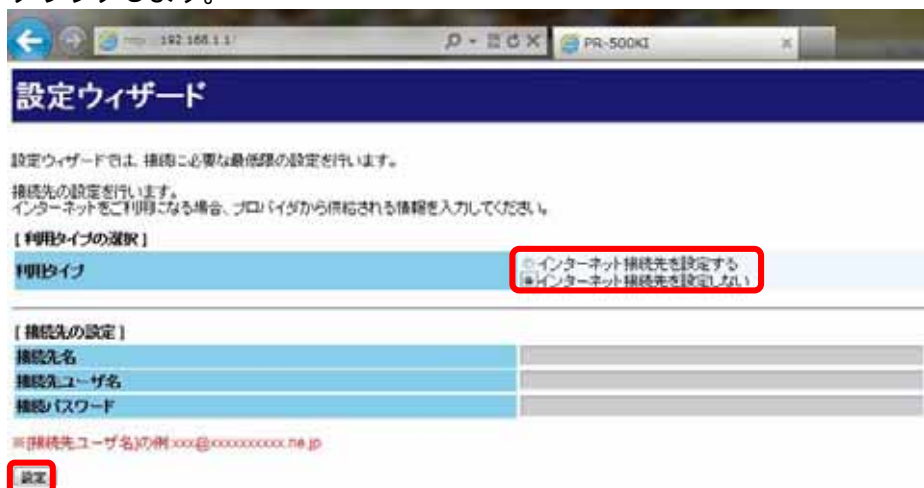 クリックします。
192.168.1.1/
PR-500KI
設定ウィザード
設定ウィザードでは、接続に必要な最低限の設定を行います。
接続先の設定を行います。
インターネットをご利用になる場合、プロバイダから供給される情報を入力してください。
[利用タイプの選択]
利用タイプ
インターネット接続先を設定する
インターネット接続先を設定しない
[接続先の設定]
接続先名
接続先ユーザ名
接続パスワード
※[接続先ユーザ名]の例:xxx@xxxxxxxxxx.ne.jp
設定